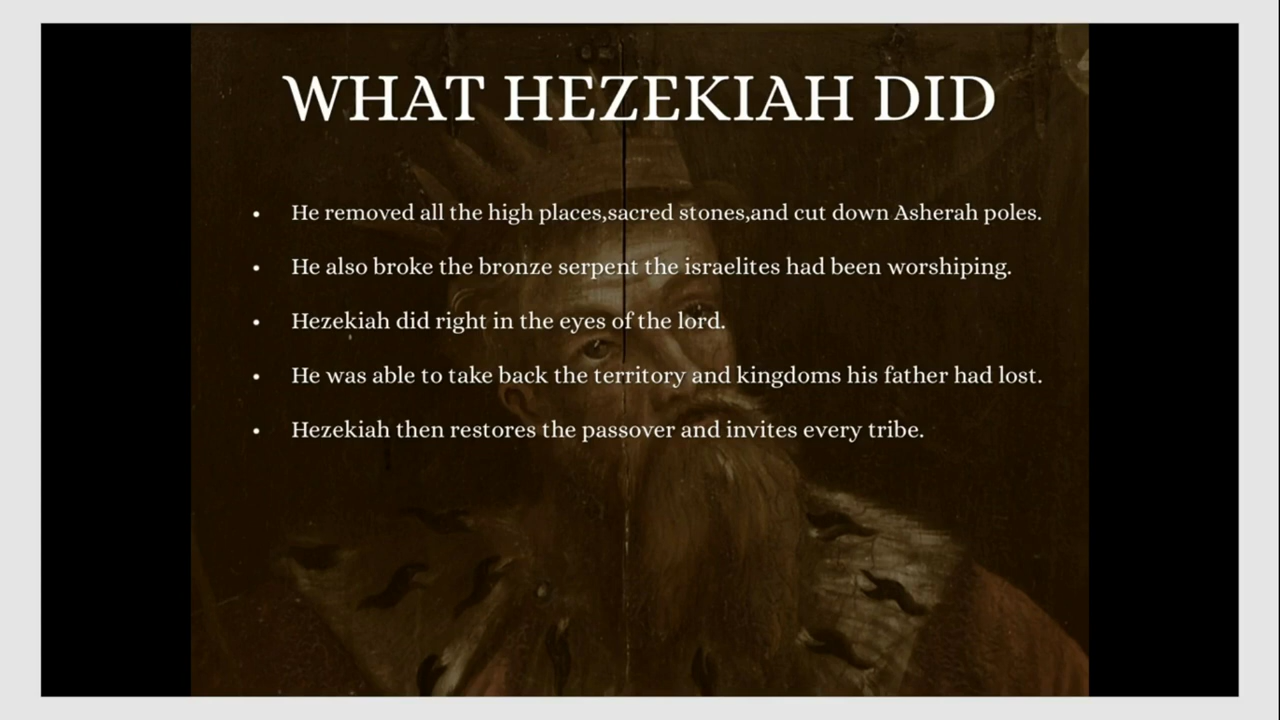 WHAT HEZEKIAH DID
• He removed all the high places,sacred stones,and cut down Asherah poles.
• He also broke the bronze serpent the israelites had been worshiping.
• Hezekiah did right in the eyes of the lord.
• He was able to take back the territory and kingdoms his father had lost.
• Hezekiah then restores the passover and invites every tribe.